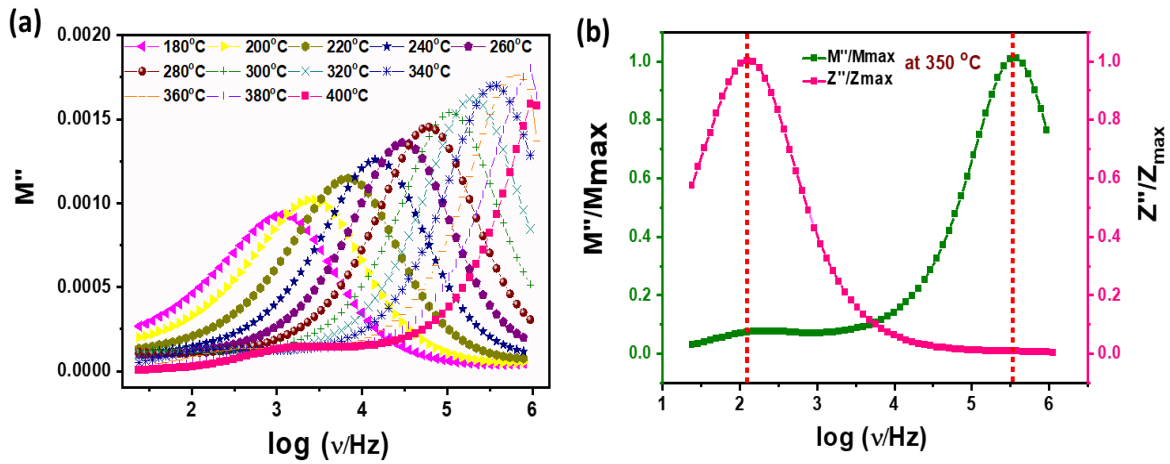 (a)
0.0020
0.0015
0.0010
0.0005
0.0000
M''
180°C 200°C 220°C 240°C 260°C
280°C 300°C 320°C 340°C
360°C 380°C 400°C
2 3 4 5 6
log (ν/Hz)
(b)
1.0
0.8
0.6
0.4
0.2
0.0
M''/Mmax
M''/Mmax
Z''/Zmax
at 350 °C
1.0
0.8
0.6
0.4
0.2
0.0
Z''/Zmax
1 2 3 4 5 6
log (ν/Hz)